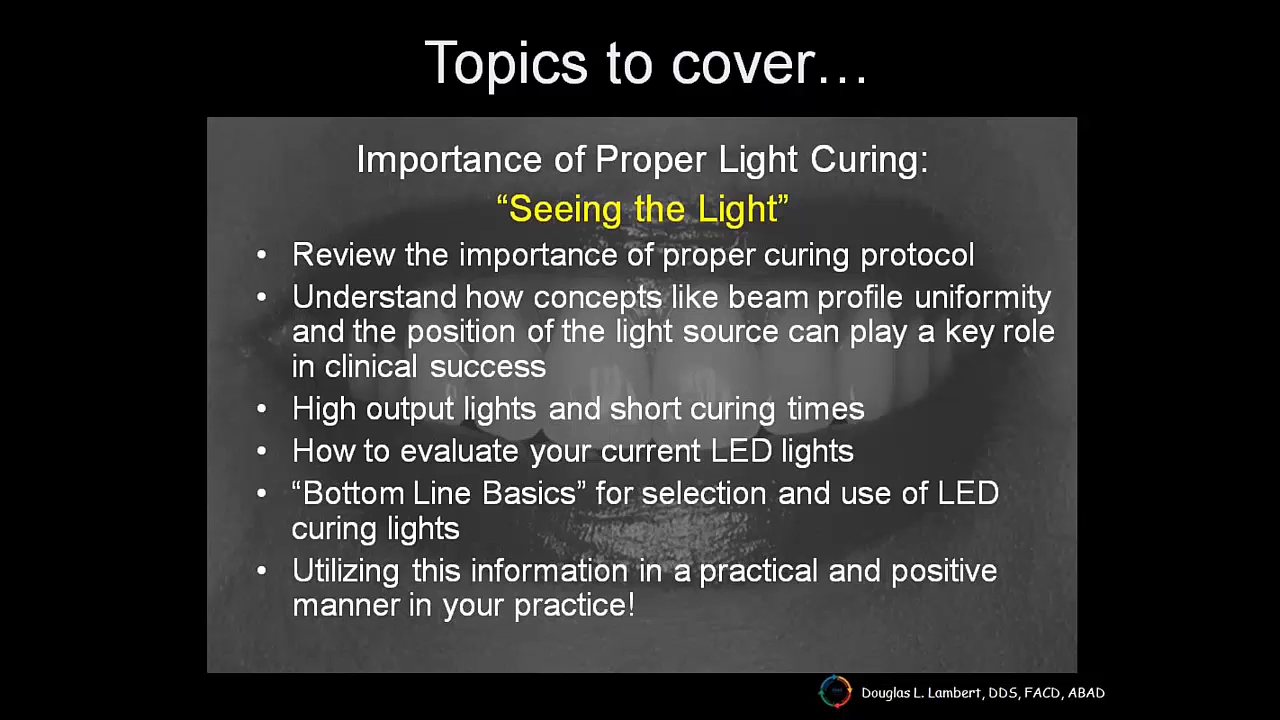 Topics to cover…
Importance of Proper Light Curing:
“Seeing the Light”
• Review the importance of proper curing protocol
• Understand how concepts like beam profile uniformity
and the position of the light source can play a key role
in clinical success
• High output lights and short curing times
• How to evaluate your current LED lights
• “Bottom Line Basics” for selection and use of LED
curing lights
• Utilizing this information in a practical and positive
manner in your practice!
Douglas L. Lambert, DDS, FACD, ABAD